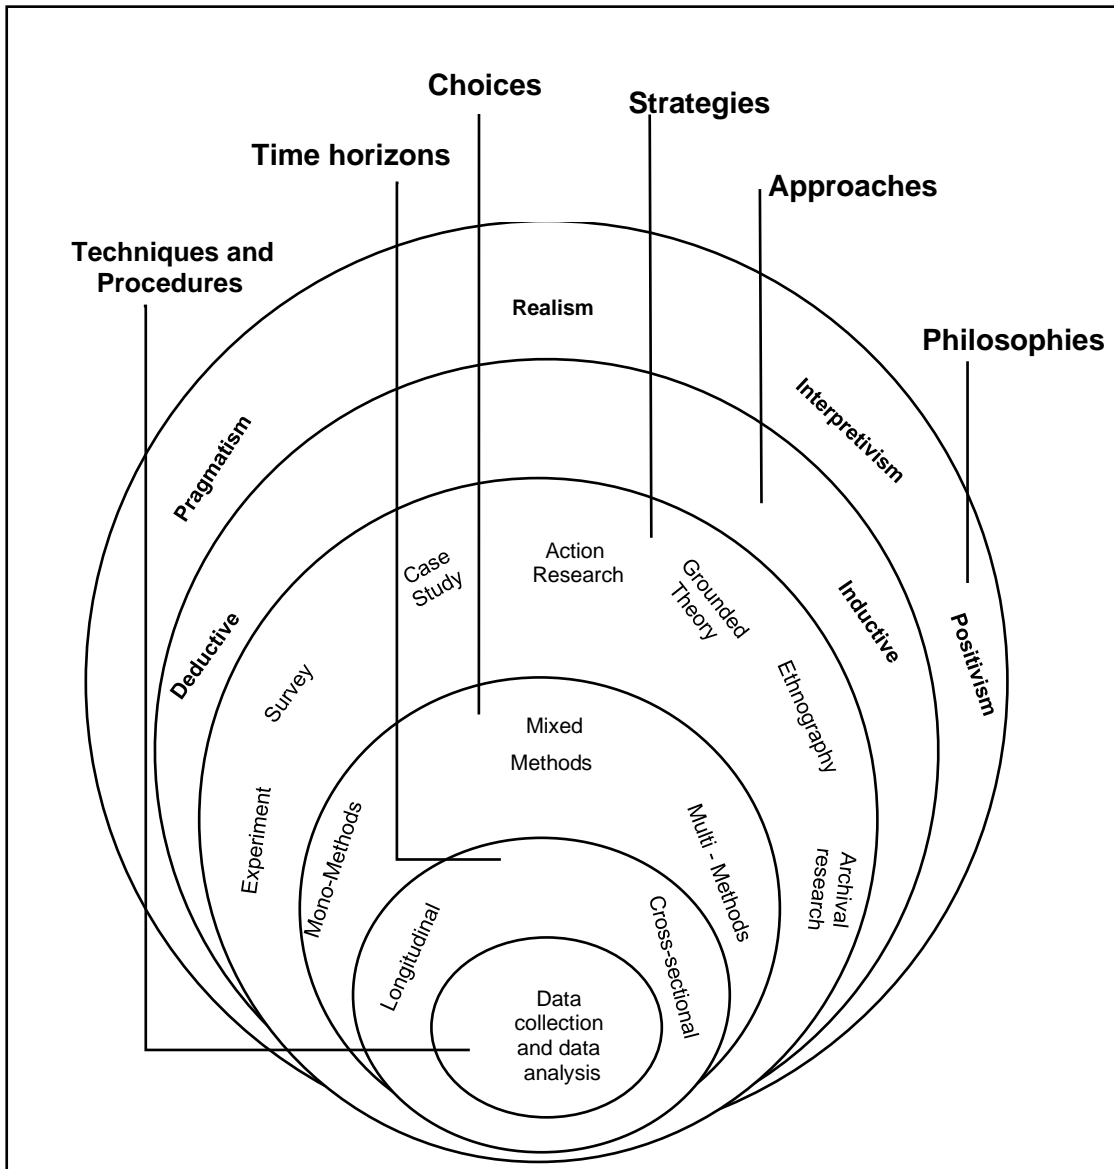 Choices
Strategies
Time horizons
Approaches
Techniques and
Procedures
Realism
Philosophies
Interpretivism
Pragmatism
Case
Study
Action
Research
Grounded
Theory
Inductive
Positivism
Deductive
Survey
Ethnography
Mixed
Methods
Experiment
Mono-Methods
Multi - Methods
Archival
research
Longitudinal
Cross-sectional
Data
collection
and data
analysis